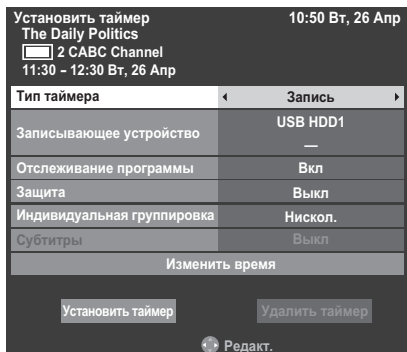 Установить таймер 10:50 Вт, 26 Апр
The Daily Politics
2 CABC Channel
11:30 - 12:30 Вт, 26 Апр
Тип таймера Запись
Записывающее устройство USB HDD1
—
Отслеживание программы Вкл
Защита Выкл
Индивидуальная группировка Нискол.
Субтитры Выкл
Изменить время
Установить таймер Удалить таймер
Редакт.